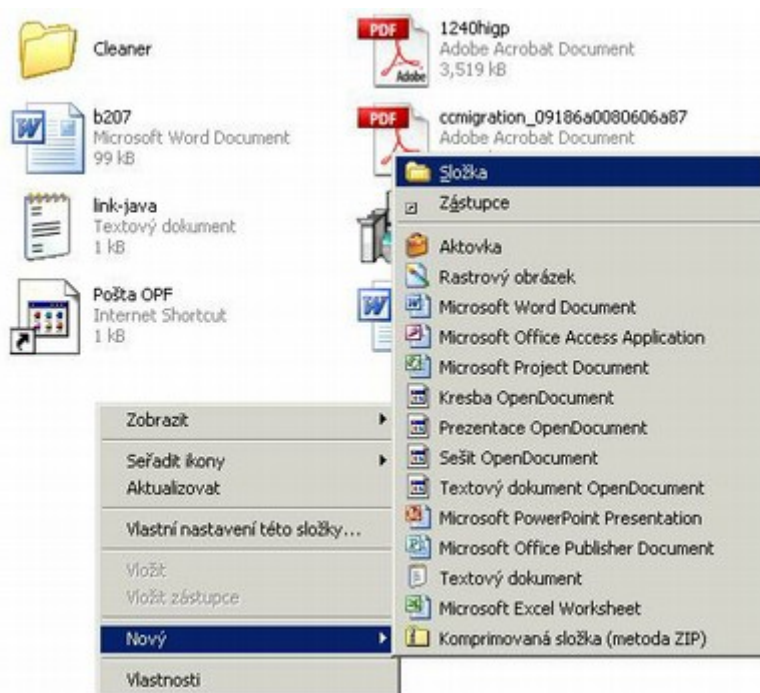 Cleaner
b207
Microsoft Word Document
99 kB
link-java
Textový dokument
1 kB
Pošta OPF
Internet Shortcut
1 kB
PDF
Adobe
1240higp
Adobe Acrobat Document
3,519 kB
PDF
ccmigration_09186a0080606a87
Adobe Acrobat Document
Zobrazit
Seřadit ikony
Aktualizovat
Vlastní nastavení této složky...
Vložit
Vložit zástupce
Nový
Vlastnosti
Složka
Zástupce
Aktovka
Rastrový obrázek
Microsoft Word Document
Microsoft Office Access Application
Microsoft Project Document
Kresba OpenDocument
Prezentace OpenDocument
Sešit OpenDocument
Textový dokument OpenDocument
Microsoft PowerPoint Presentation
Microsoft Office Publisher Document
Textový dokument
Microsoft Excel Worksheet
Komprimovaná složka (metoda ZIP)